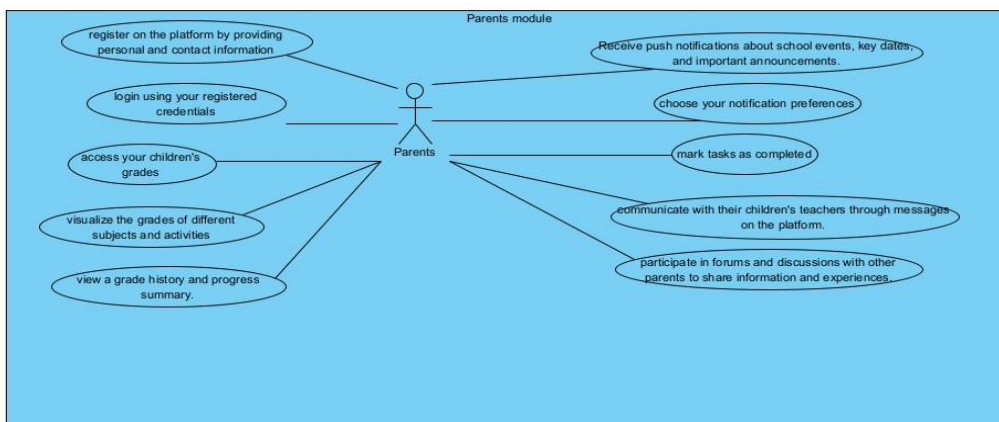 Parents module
register on the platform by providing
personal and contact information
login using your registered
credentials
access your children's
grades
visualize the grades of different
subjects and activities
view a grade history and progress
summary.
Parents
Receive push notifications about school events, key dates,
and important announcements.
choose your notification preferences
mark tasks as completed
communicate with their children's teachers through messages
on the platform.
participate in forums and discussions with other
parents to share information and experiences.